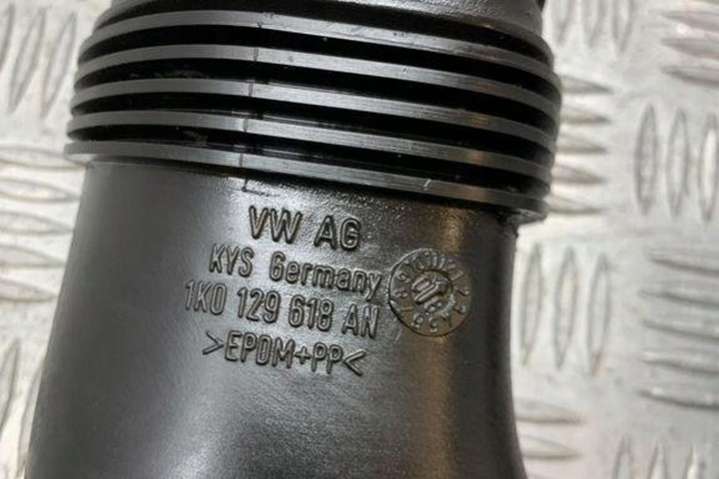 VW AG
KYS Germany
1K0 129 618 AN
>EPDM+PP<